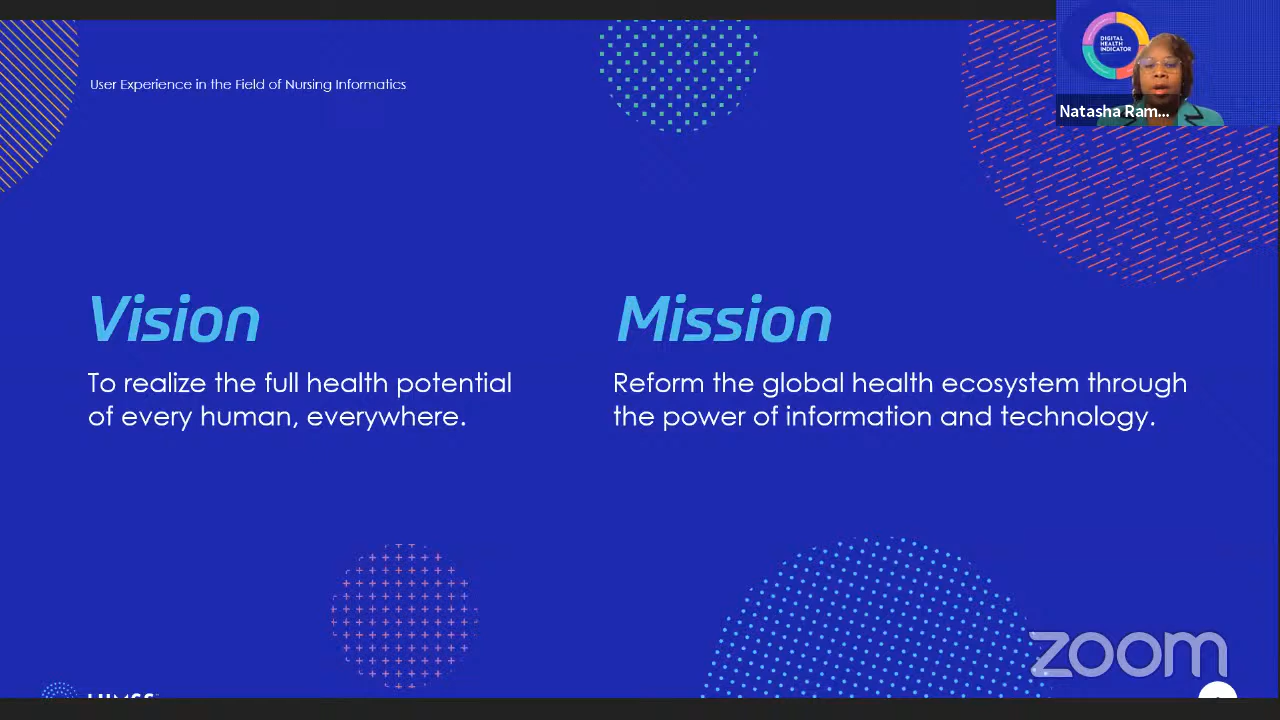 User Experience in the Field of Nursing Informatics
DIGITAL
HEALTH
INDICATOR
Natasha Ram...
Vision
To realize the full health potential
of every human, everywhere.
Mission
Reform the global health ecosystem through
the power of information and technology.
zoom